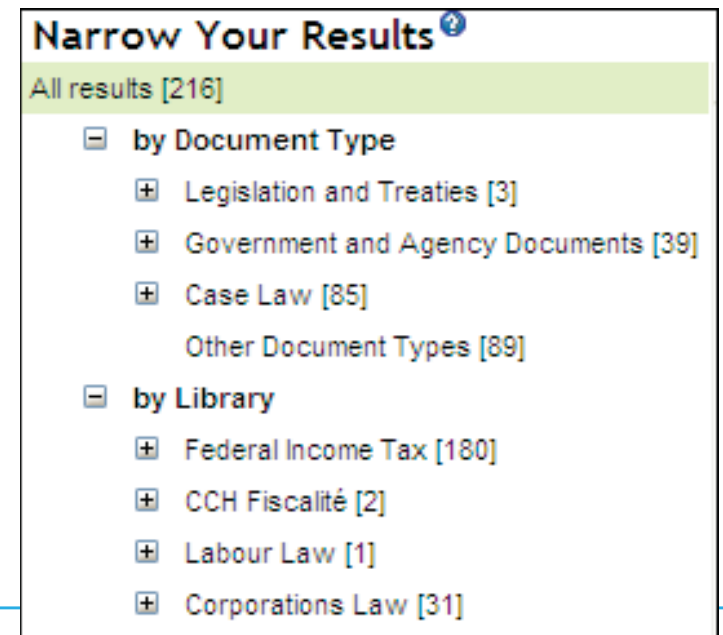 Narrow Your Results?
All results [216]
by Document Type
Legislation and Treaties [3]
Government and Agency Documents [39]
Case Law [85]
Other Document Types [89]
by Library
Federal Income Tax [180]
CCH Fiscalité [2]
Labour Law [1]
Corporations Law [31]